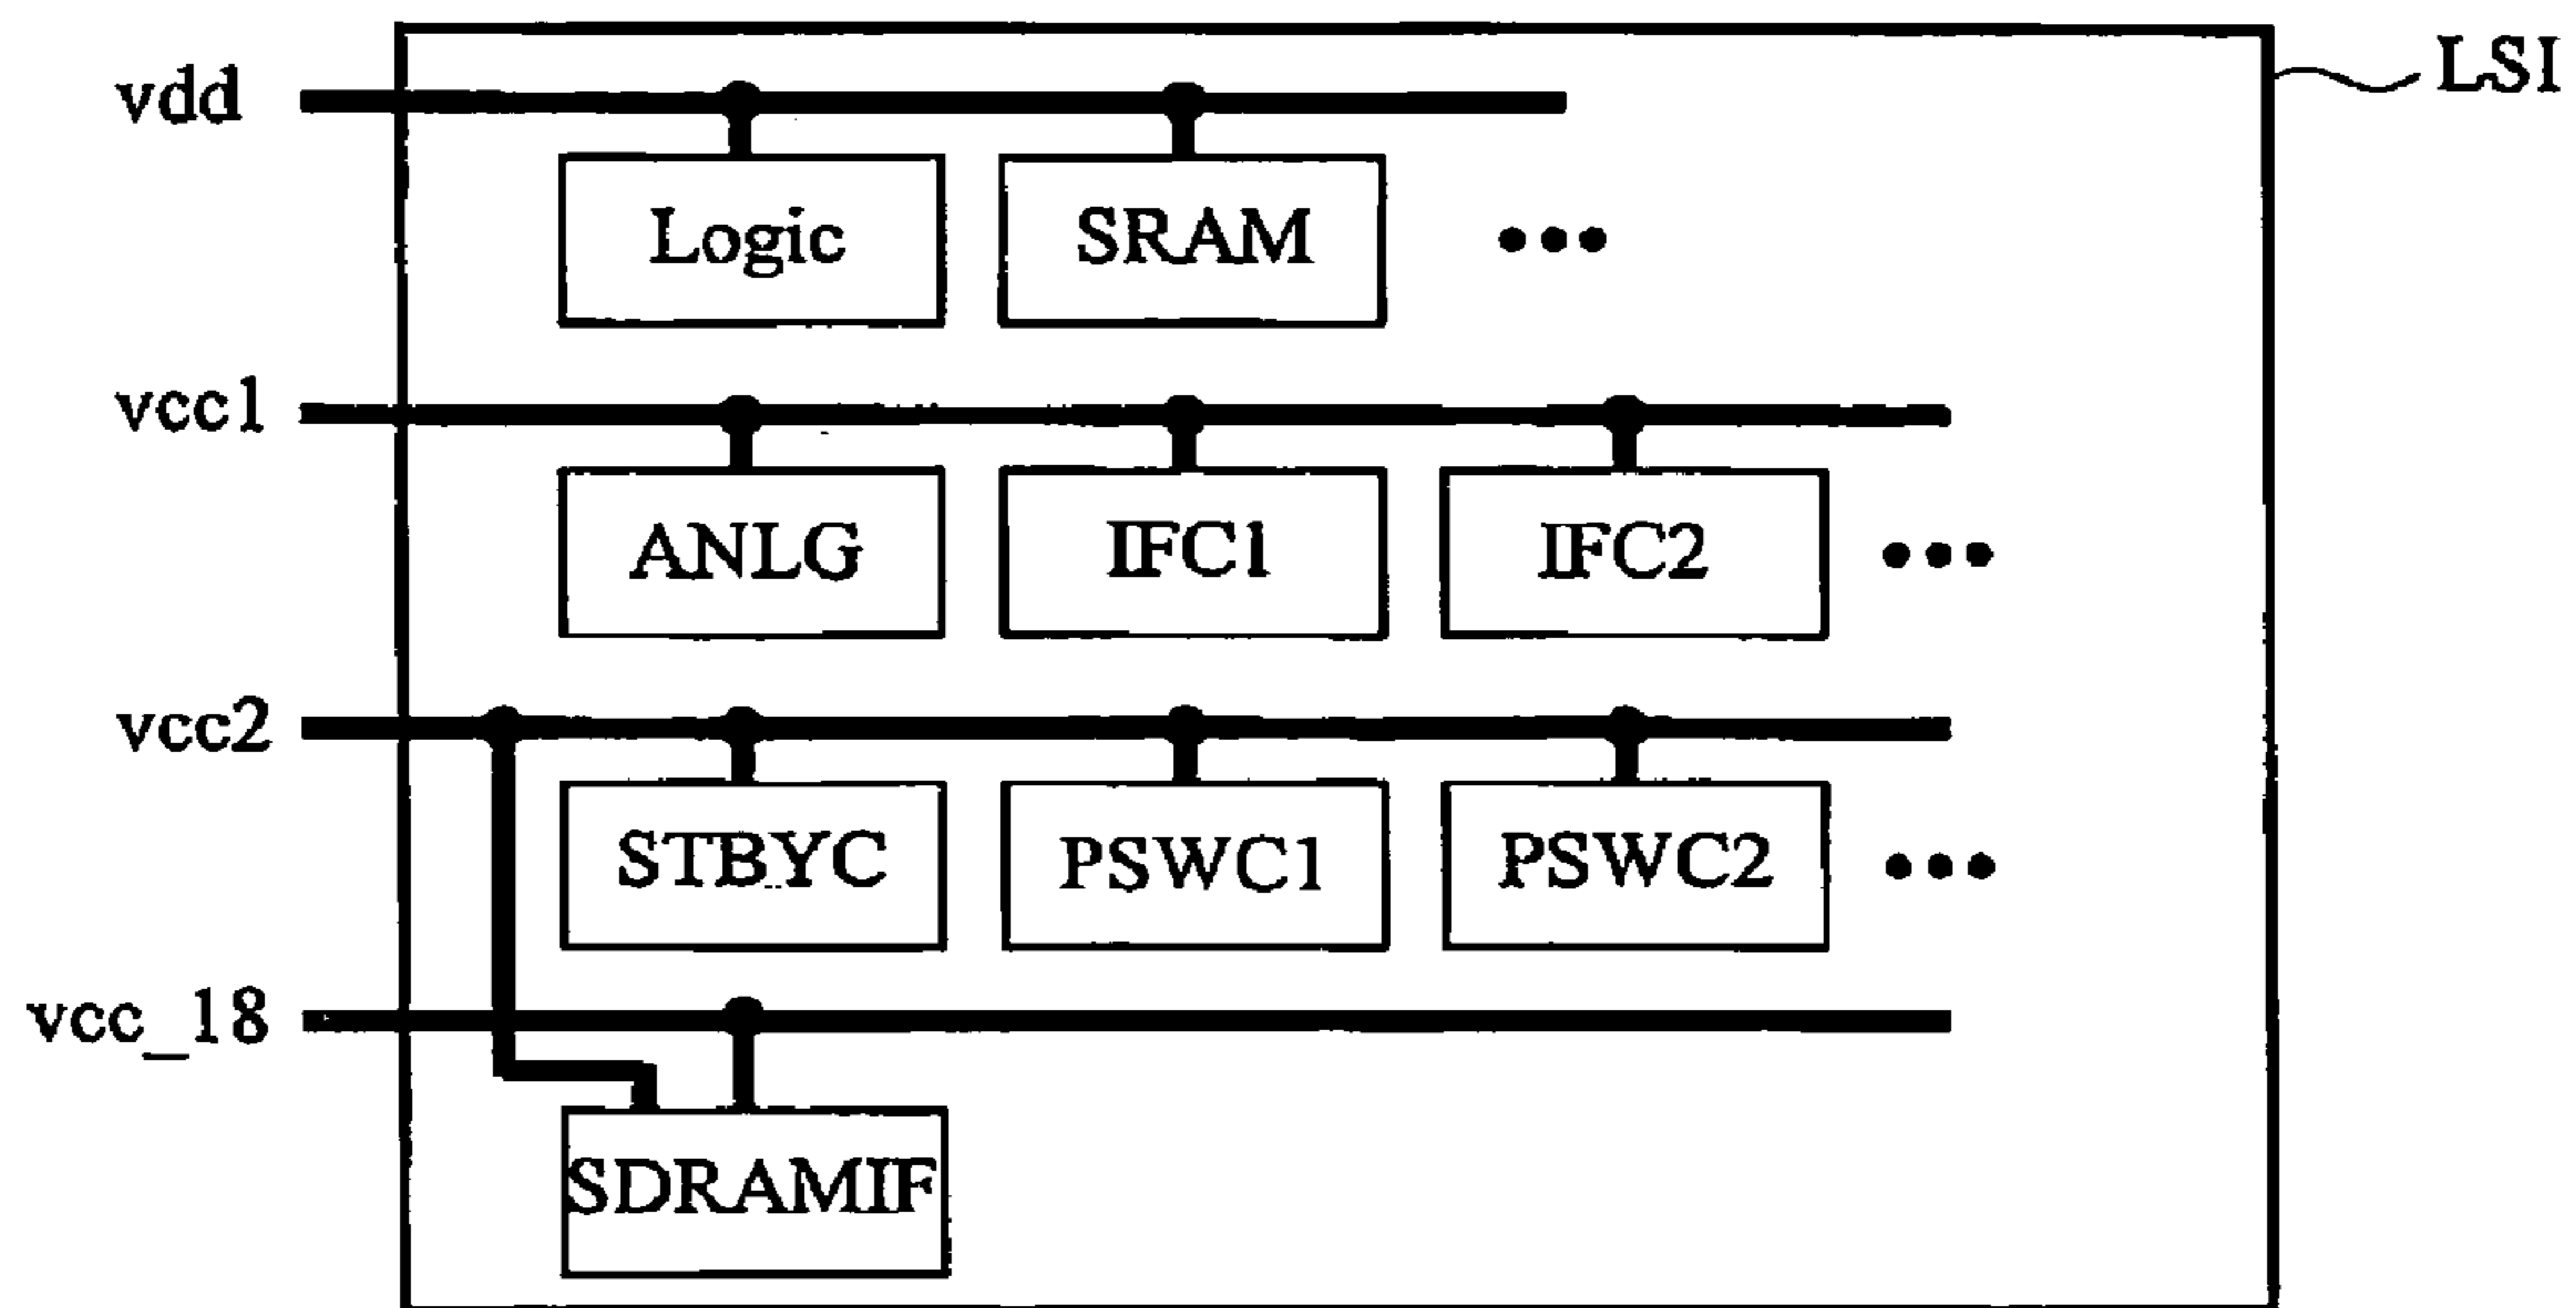 vdd
LSI
Logic
SRAM
•••
vcc1
ANLG
IFC1
IFC2
•••
vcc2
STBYC
PSWC1
PSWC2
•••
vcc_18
SDRAMIF